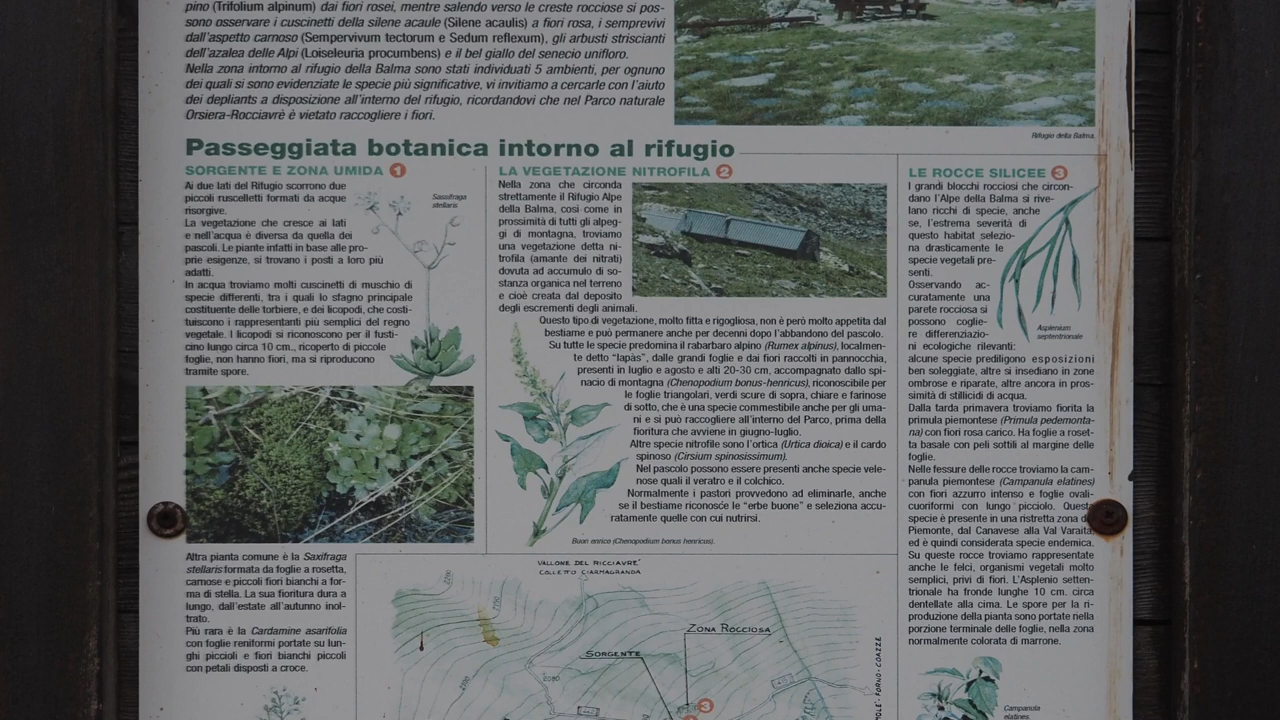 pino (Trifolium alpinum) dai fiori rosei, mentre salendo verso le creste rocciose si pos-
sono osservare i cuscinetti della silene acaule (Silene acaulis) a fiori rosa, i semprevivi
dall'aspetto carnoso (Sempervivum tectorum e Sedum reflexum), gli arbusti striscianti
dell'azalea delle Alpi (Loiseleuria procumbens) e il bel giallo del senecio unifloro.
Nella zona intorno al rifugio della Balma sono stati individuati 5 ambienti, per ognuno
dei quali si sono evidenziate le specie più significative, vi invitiamo a cercarle con l'aiuto
dei depliants a disposizione all'interno del rifugio, ricordandovi che nel Parco naturale
Orsiera-Rocciavrè è vietato raccogliere i fiori.
Rifugio della Balma.
Passeggiata botanica intorno al rifugio
SORGENTE E ZONA UMIDA 1
Ai due lati del Rifugio scorrono due
piccoli ruscelletti formati da acque
risorgive.
La vegetazione che cresce ai lati
e nell'acqua è diversa da quella dei
pascoli. Le piante infatti in base alle pro-
prie esigenze, si trovano i posti a loro più
adatti.
In acqua troviamo molti cuscinetti di muschio di
specie differenti, tra i quali lo sfagno principale
costituente delle torbiere, e dei licopodi, che costi-
tuiscono i rappresentanti più semplici del regno
vegetale. I licopodi si riconoscono per il fusti-
cino lungo circa 10 cm., ricoperto di piccole
foglie, non hanno fiori, ma si riproducono
tramite spore.
Sassifraga
stellaris
Altra pianta comune è la Saxifraga
stellaris formata da foglie a rosetta,
carnose e piccoli fiori bianchi a for-
ma di stella. La sua fioritura dura a
lungo, dall'estate all'autunno inol-
trato.
Più rara è la Cardamine asarifolia
con foglie reniformi portate su lun-
ghi piccioli e fiori bianchi piccoli
con petali disposti a croce.
LA VEGETAZIONE NITROFILA 2
Nella zona che circonda
strettamente il Rifugio Alpe
della Balma, così come in
prossimità di tutti gli alpeg-
gi di montagna, troviamo
una vegetazione detta ni-
trofila (amante dei nitrati)
dovuta ad accumulo di so-
stanza organica nel terreno
e cioè creata dal deposito
degli escrementi degli animali.
Questo tipo di vegetazione, molto fitta e rigogliosa, non è però molto appetita dal
bestiame e può permanere anche per decenni dopo l'abbandono del pascolo.
Su tutte le specie predomina il rabarbaro alpino (Rumex alpinus), localmen-
te detto "lapàs", dalle grandi foglie e dai fiori raccolti in pannocchia,
presenti in luglio e agosto e alti 20-30 cm, accompagnato dallo spi-
nacio di montagna (Chenopodium bonus-henricus), riconoscibile per
le foglie triangolari, verdi scure di sopra, chiare e farinose
di sotto, che è una specie commestibile anche per gli uma-
ni e si può raccogliere all'interno del Parco, prima della
fioritura che avviene in giugno-luglio.
Altre specie nitrofile sono l'ortica (Urtica dioica) e il cardo
spinoso (Cirsium spinosissimum).
Nel pascolo possono essere presenti anche specie vele-
nose quali il veratro e il colchico.
Normalmente i pastori provvedono ad eliminarle, anche
se il bestiame riconosce le "erbe buone" e seleziona accu-
ratamente quelle con cui nutrirsi.
Buon enrico (Chenopodium bonus henricus).
LE ROCCE SILICEE 3
I grandi blocchi rocciosi che circon-
dano l'Alpe della Balma si rive-
lano ricchi di specie, anche
se, l'estrema severità di
questo habitat selezio-
na drasticamente le
specie vegetali pre-
senti.
Osservando ac-
curatamente una
parete rocciosa si
possono coglie-
re differenziazio-
ni ecologiche rilevanti:
alcune specie prediligono esposizioni
ben soleggiate, altre si insediano in zone
ombrose e riparate, altre ancora in pros-
simità di stillicidi di acqua.
Dalla tarda primavera troviamo fiorita la
primula piemontese (Primula pedemonta-
na) con fiori rosa carico. Ha foglie a roset-
ta basale con peli sottili al margine delle
foglie.
Nelle fessure delle rocce troviamo la cam-
panula piemontese (Campanula elatines)
con fiori azzurro intenso e foglie ovali-
cuoriformi con lungo picciolo. Questa
specie è presente in una ristretta zona del
Piemonte, dal Canavese alla Val Varaita,
ed è quindi considerata specie endemica.
Su queste rocce troviamo rappresentate
anche le felci, organismi vegetali molto
semplici, privi di fiori. L'Asplenio setten-
trionale ha fronde lunghe 10 cm. circa
dentellate alla cima. Le spore per la ri-
produzione della pianta sono portate nella
porzione terminale delle foglie, nella zona
normalmente colorata di marrone.
Asplenium
septentrionale
Campanula
elatines.
VALLONE DEL RICCIAVRE'
COLLETTO CIARMAGRANDA
ZONA ROCCIOSA
SORGENTE
3